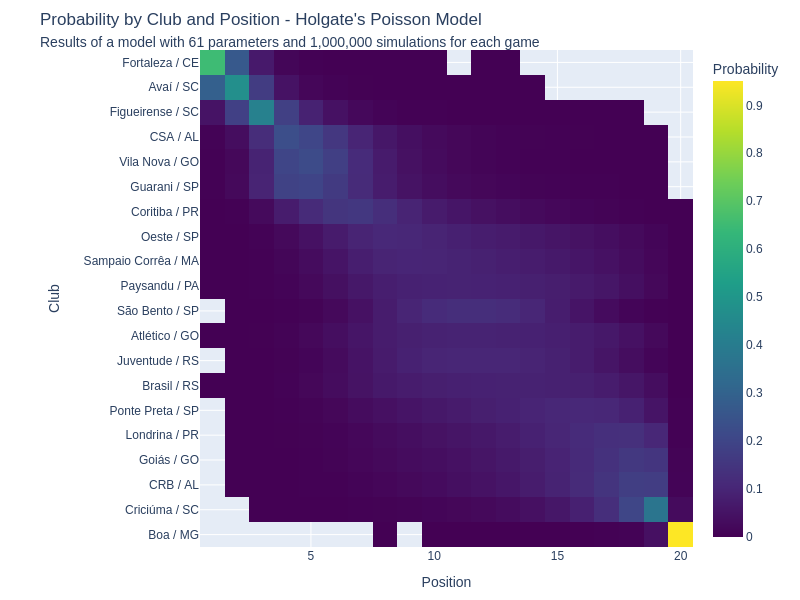 Probability by Club and Position - Holgate's Poisson Model
Results of a model with 61 parameters and 1,000,000 simulations for each game
Probability
Fortaleza / CE
Avaí / SC
Figueirense / SC
CSA / AL
Vila Nova / GO
Guarani / SP
Coritiba / PR
Oeste / SP
Sampaio Corrêa / MA
Paysandu / PA
São Bento / SP
Atlético / GO
Juventude / RS
Brasil / RS
Ponte Preta / SP
Londrina / PR
Goiás / GO
CRB / AL
Criciúma / SC
Boa / MG
Club
5
10
15
20
Position
0.9
0.8
0.7
0.6
0.5
0.4
0.3
0.2
0.1
0